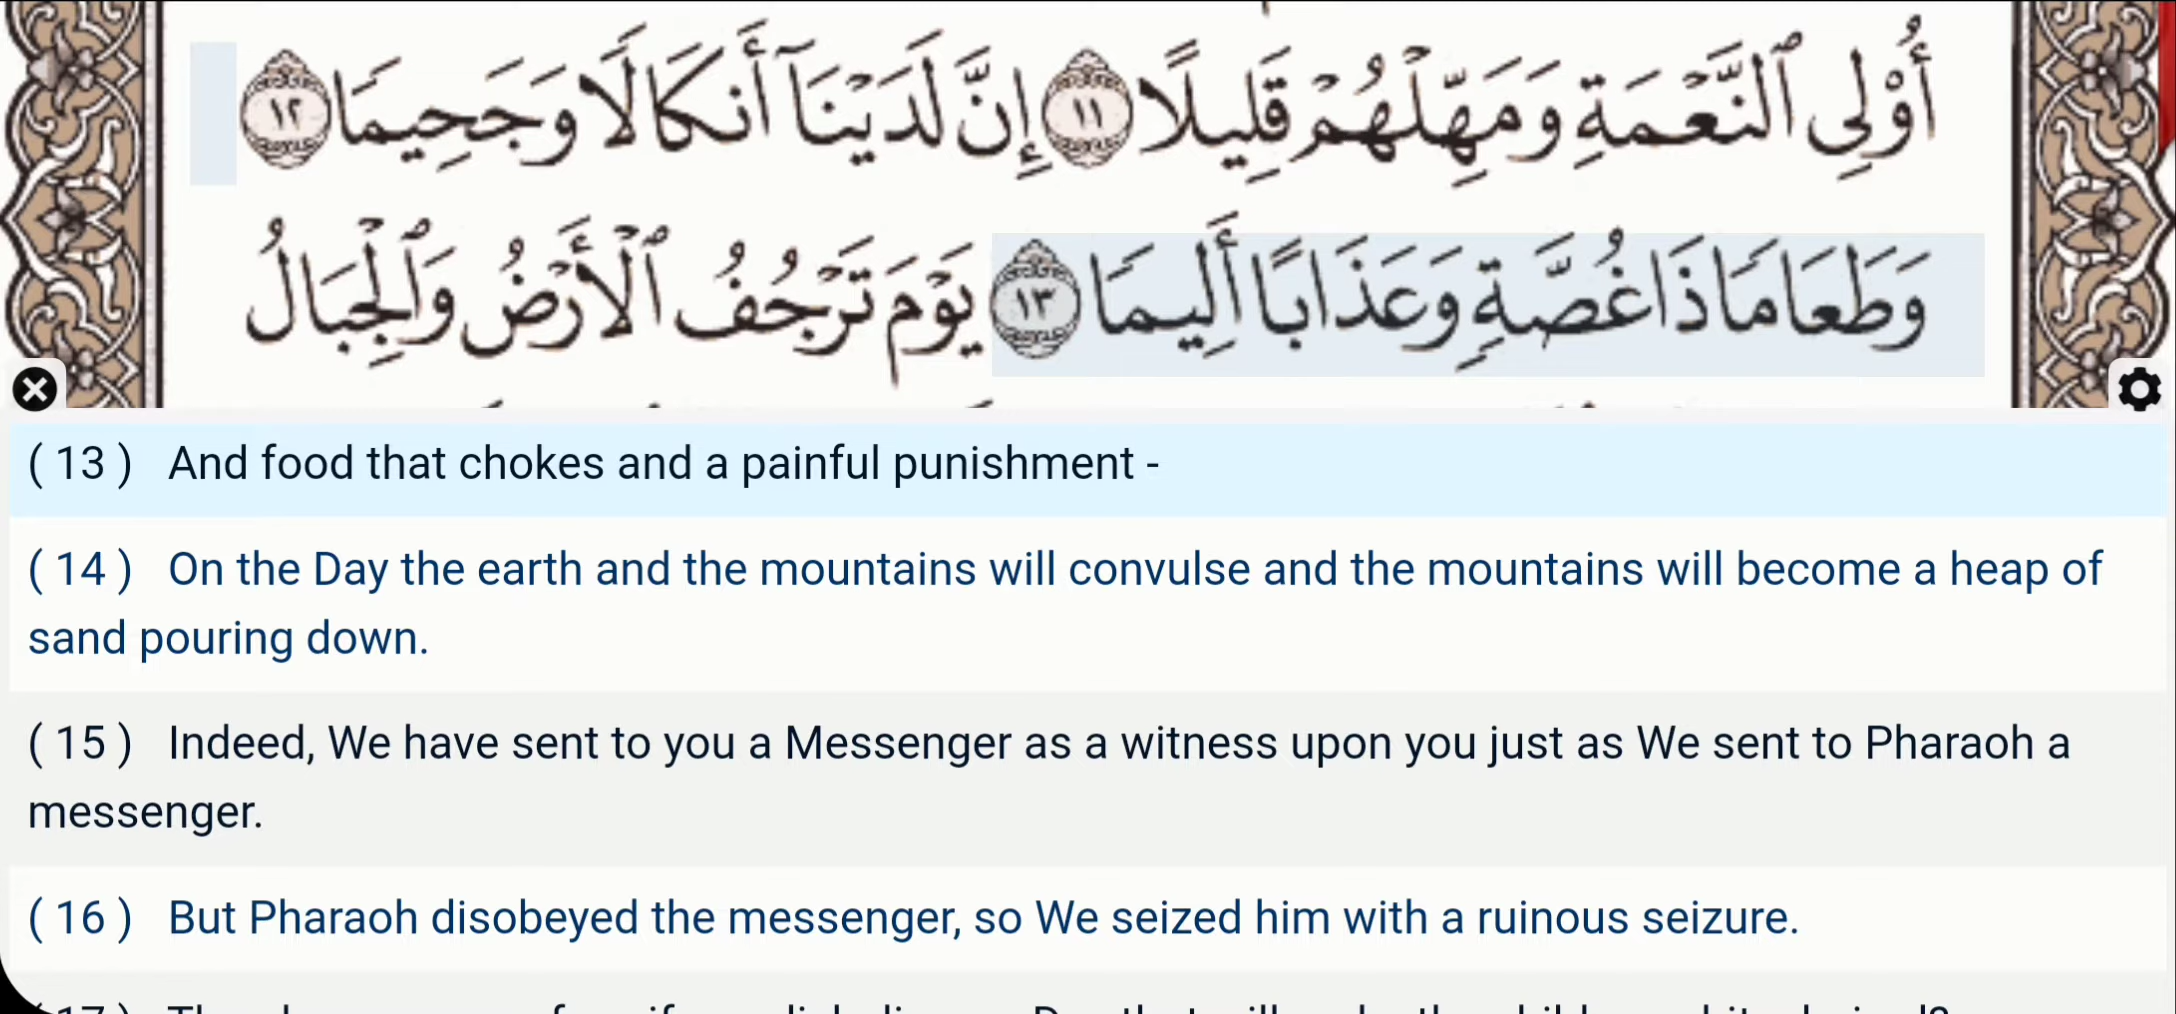 أُوْلِي ٱلنَّعۡمَةِ وَمَهِّلۡهُمۡ قَلِيلًا ١١ إِنَّ لَدَيۡنَآ أَنكَالًا وَجَحِيمًا ١٢
وَطَعَامًا ذَا غُصَّةٍ وَعَذَابًا أَلِيمًا ١٣ يَوۡمَ تَرۡجُفُ ٱلۡأَرۡضُ وَٱلۡجِبَالُ
( 13 ) And food that chokes and a painful punishment -
( 14 ) On the Day the earth and the mountains will convulse and the mountains will become a heap of
sand pouring down.
( 15 ) Indeed, We have sent to you a Messenger as a witness upon you just as We sent to Pharaoh a
messenger.
( 16 ) But Pharaoh disobeyed the messenger, so We seized him with a ruinous seizure.